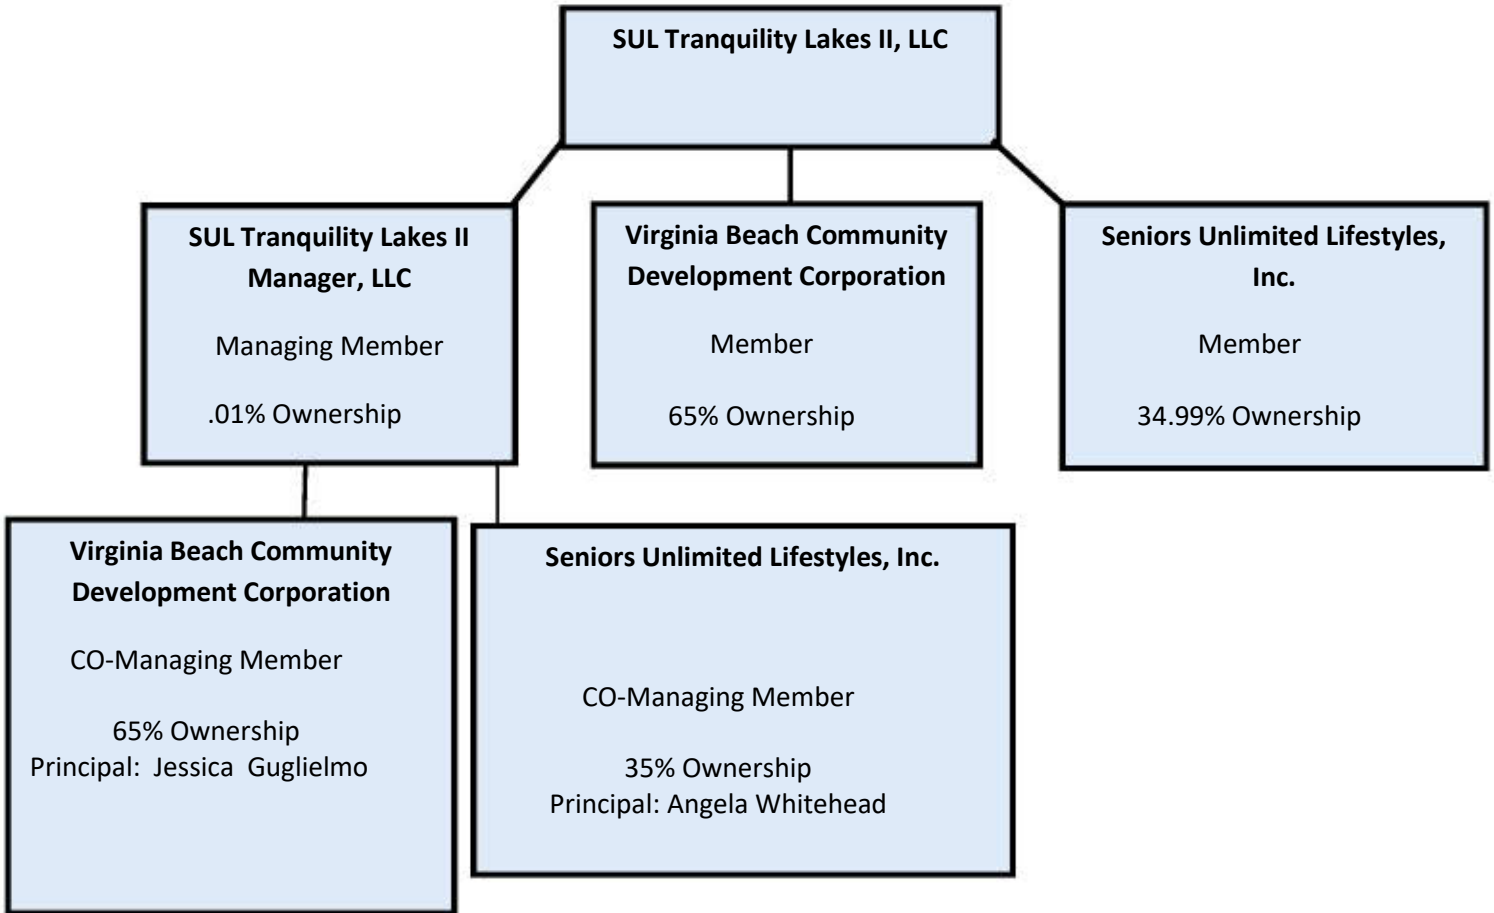 SUL Tranquility Lakes II, LLC
SUL Tranquility Lakes II
Manager, LLC
Managing Member
.01% Ownership
Virginia Beach Community
Development Corporation
Member
65% Ownership
Seniors Unlimited Lifestyles,
Inc.
Member
34.99% Ownership
Virginia Beach Community
Development Corporation
CO-Managing Member
65% Ownership
Principal: Jessica Guglielmo
Seniors Unlimited Lifestyles, Inc.
CO-Managing Member
35% Ownership
Principal: Angela Whitehead